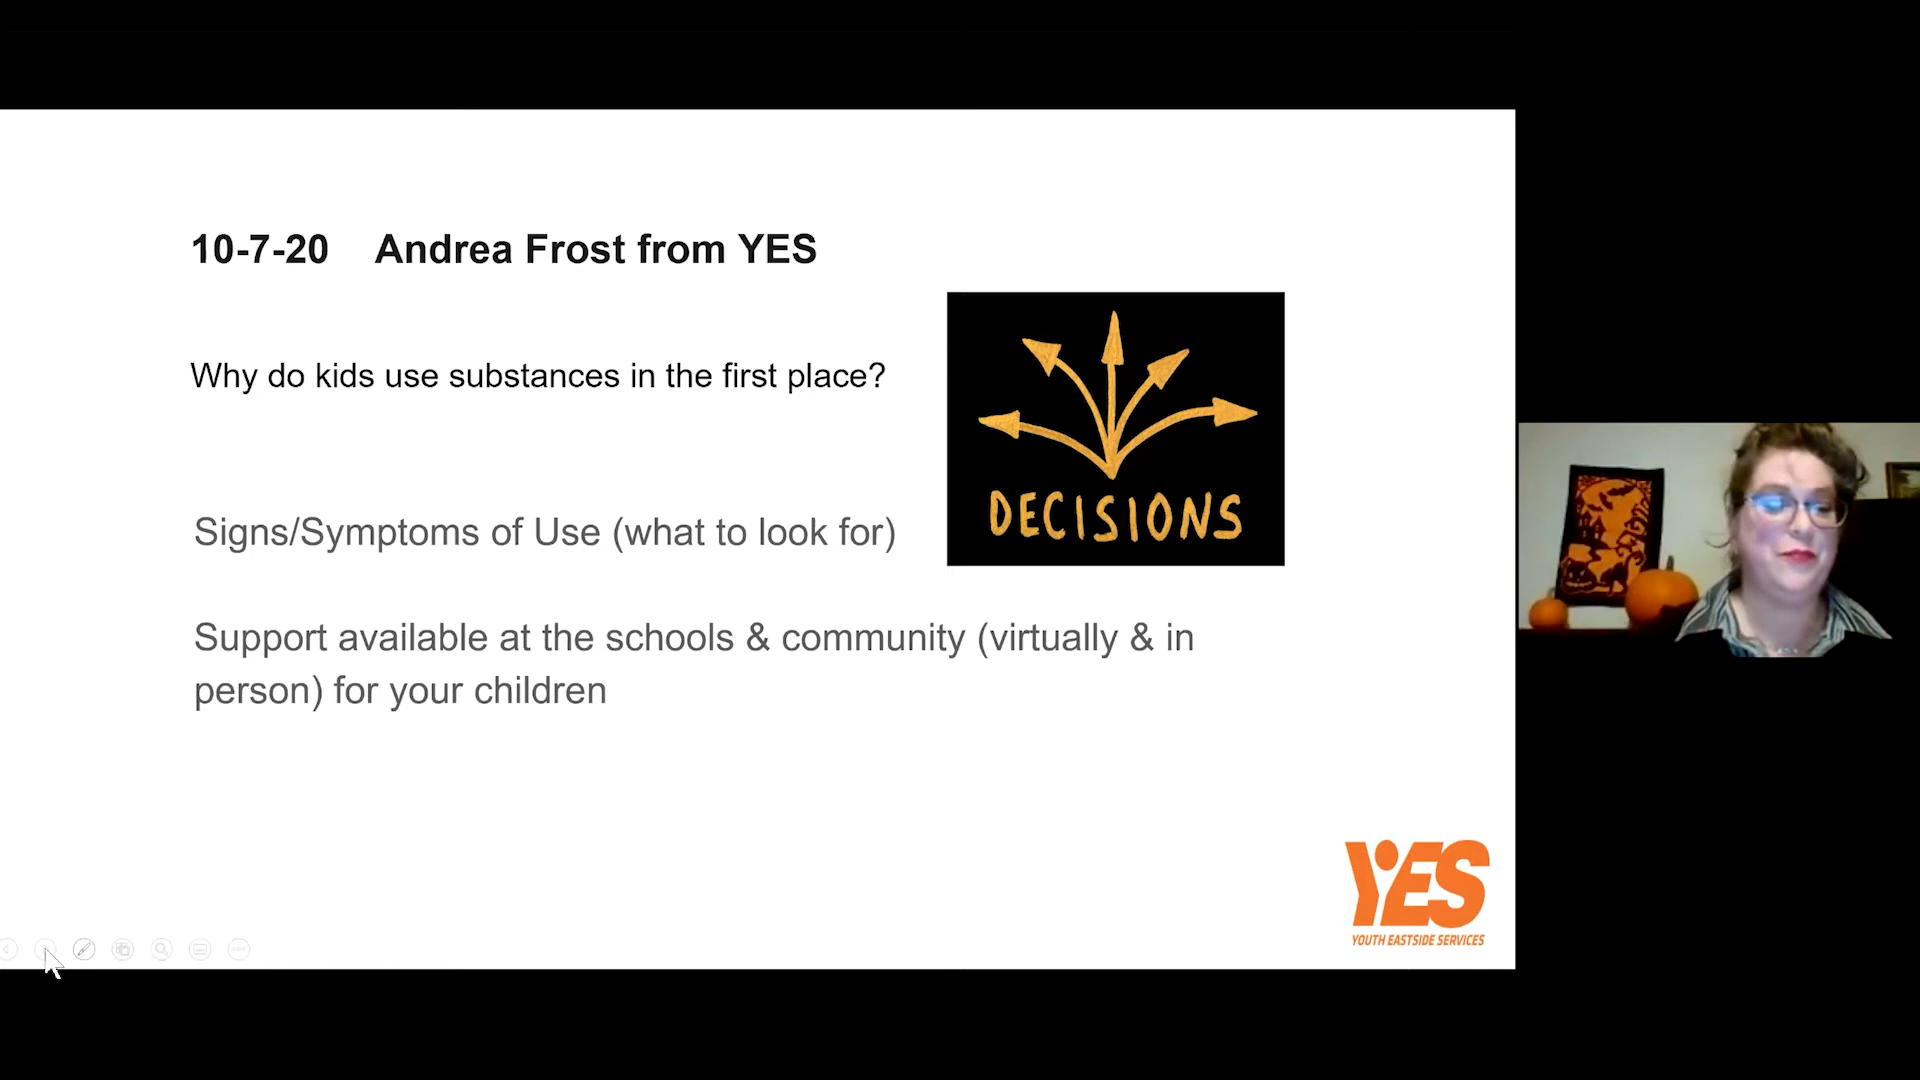 10-7-20 Andrea Frost from YES
Why do kids use substances in the first place?
DECISIONS
Signs/Symptoms of Use (what to look for)
Support available at the schools & community (virtually & in
person) for your children
YES
YOUTH EASTSIDE SERVICES